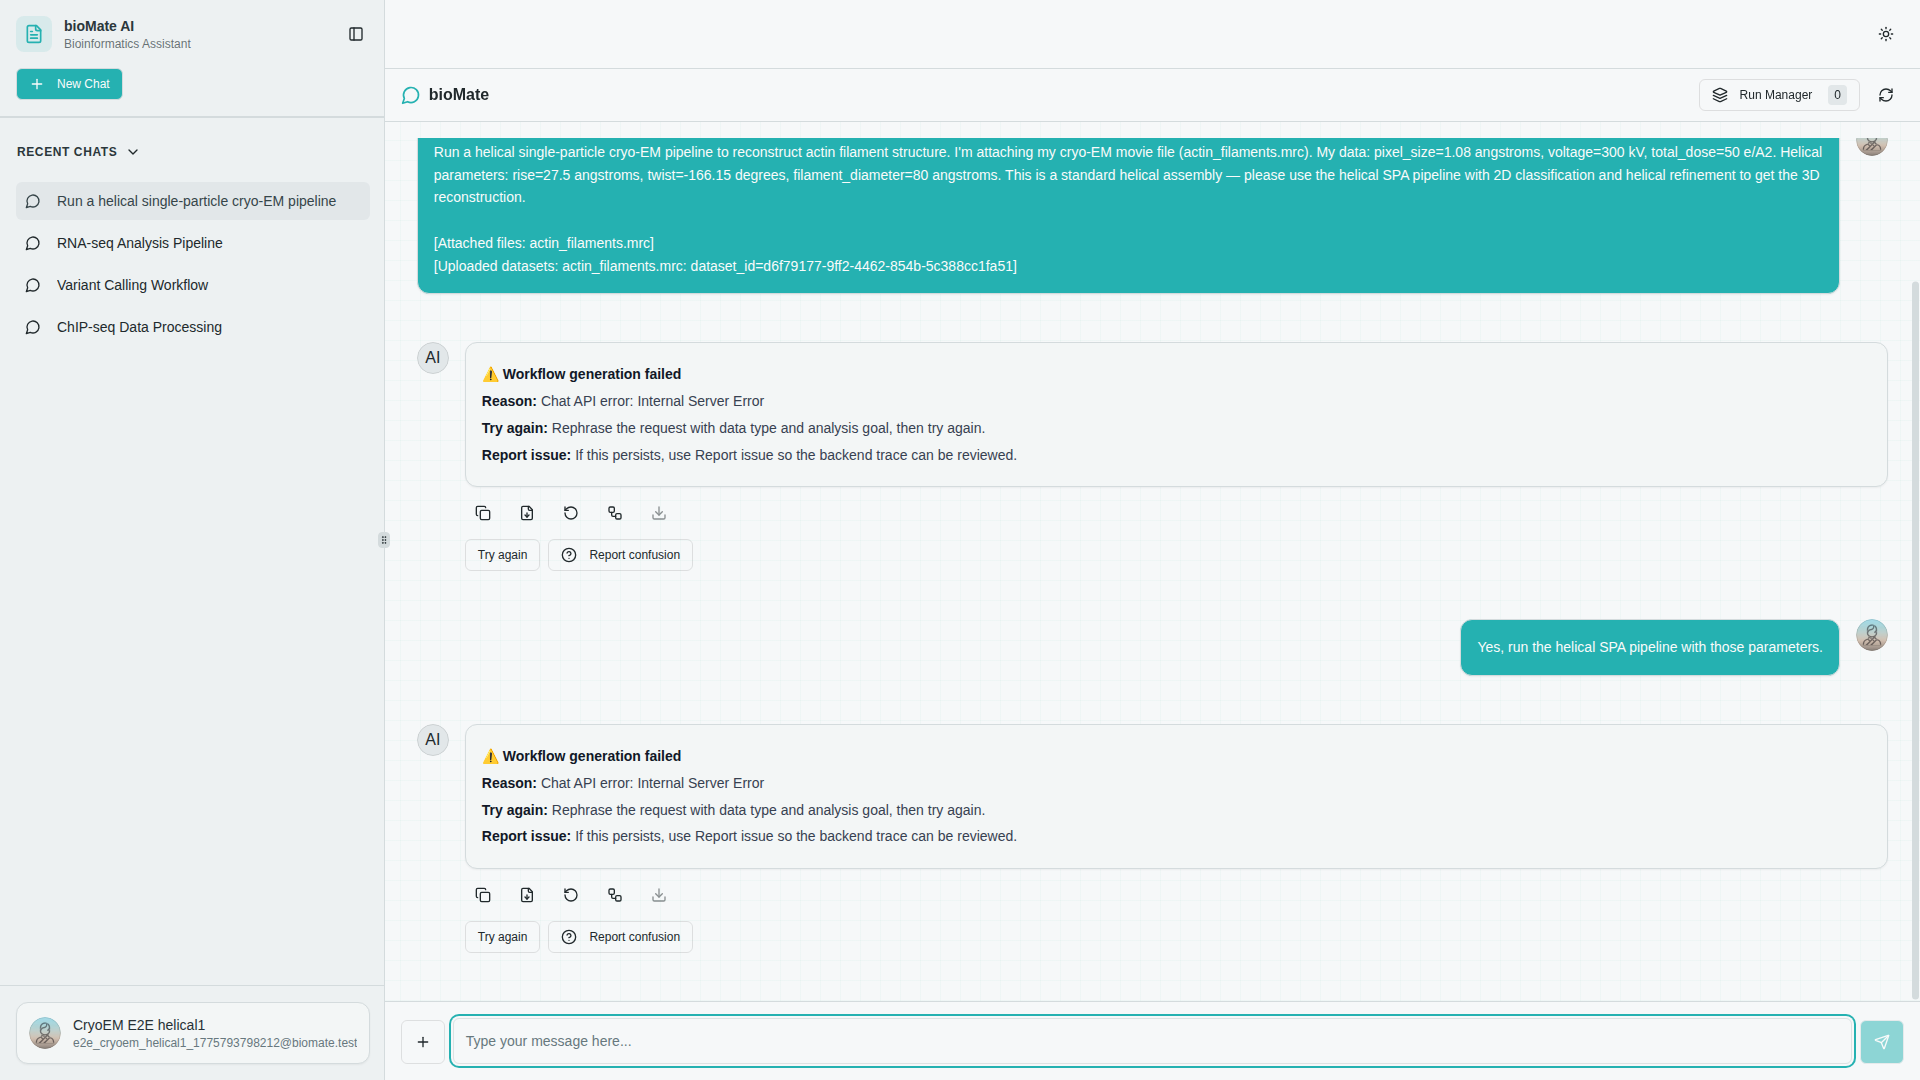 bioMate AI
Bioinformatics Assistant
New Chat
RECENT CHATS
Run a helical single-particle cryo-EM pipeline
RNA-seq Analysis Pipeline
Variant Calling Workflow
ChIP-seq Data Processing
CryoEM E2E helical1
e2e_cryoem_helical1_1775793798212@biomate.test
bioMate
Run Manager 0
Run a helical single-particle cryo-EM pipeline to reconstruct actin filament structure. I'm attaching my cryo-EM movie file (actin_filaments.mrc). My data: pixel_size=1.08 angstroms, voltage=300 kV, total_dose=50 e/A2. Helical
parameters: rise=27.5 angstroms, twist=-166.15 degrees, filament_diameter=80 angstroms. This is a standard helical assembly — please use the helical SPA pipeline with 2D classification and helical refinement to get the 3D
reconstruction.
[Attached files: actin_filaments.mrc]
[Uploaded datasets: actin_filaments.mrc: dataset_id=d6f79177-9ff2-4462-854b-5c388cc1fa51]
AI
⚠️ Workflow generation failed
Reason: Chat API error: Internal Server Error
Try again: Rephrase the request with data type and analysis goal, then try again.
Report issue: If this persists, use Report issue so the backend trace can be reviewed.
Try again
Report confusion
Yes, run the helical SPA pipeline with those parameters.
AI
⚠️ Workflow generation failed
Reason: Chat API error: Internal Server Error
Try again: Rephrase the request with data type and analysis goal, then try again.
Report issue: If this persists, use Report issue so the backend trace can be reviewed.
Try again
Report confusion
Type your message here...